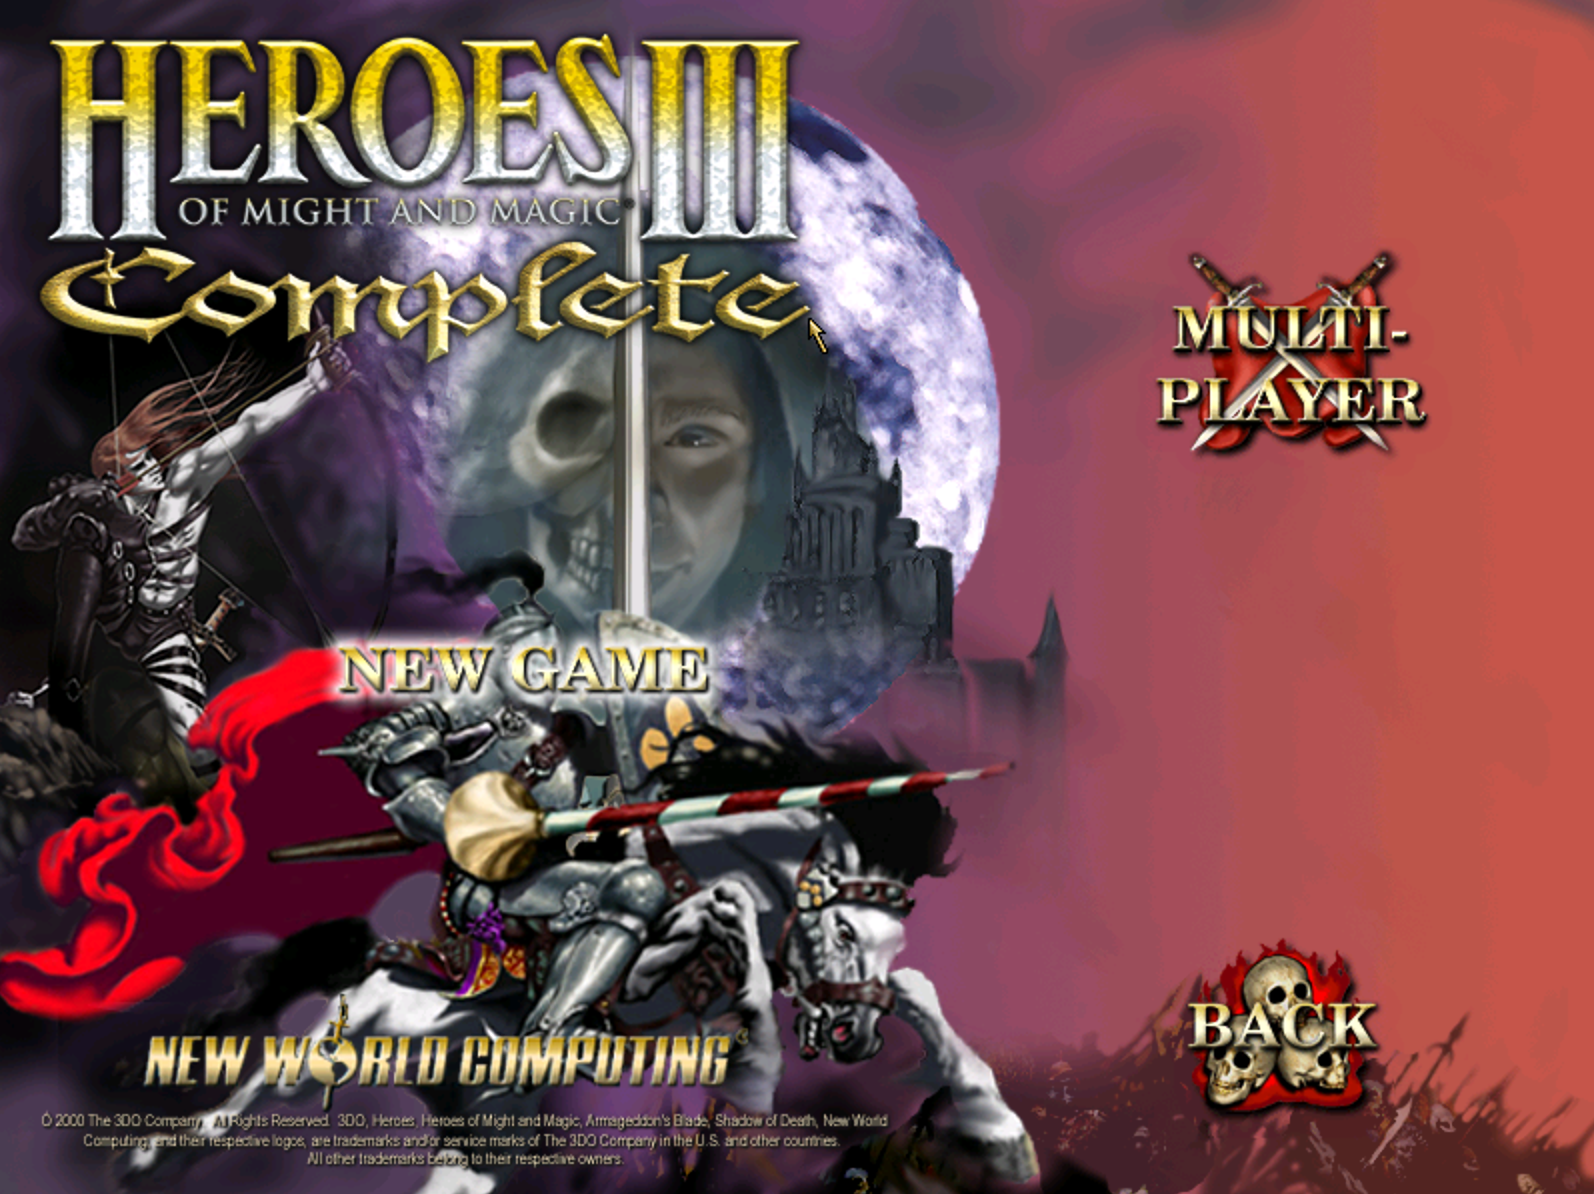 HEROES III
OF MIGHT AND MAGIC®
Complete
MULTI-
PLAYER
NEW GAME
BACK
NEW WORLD COMPUTING
Ó 2000 The 3DO Company. All Rights Reserved. 3DO, Heroes, Heroes of Might and Magic, Armageddon's Blade, Shadow of Death, New World
Computing, and their respective logos, are trademarks and/or service marks of The 3DO Company in the U.S. and other countries.
All other trademarks belong to their respective owners.